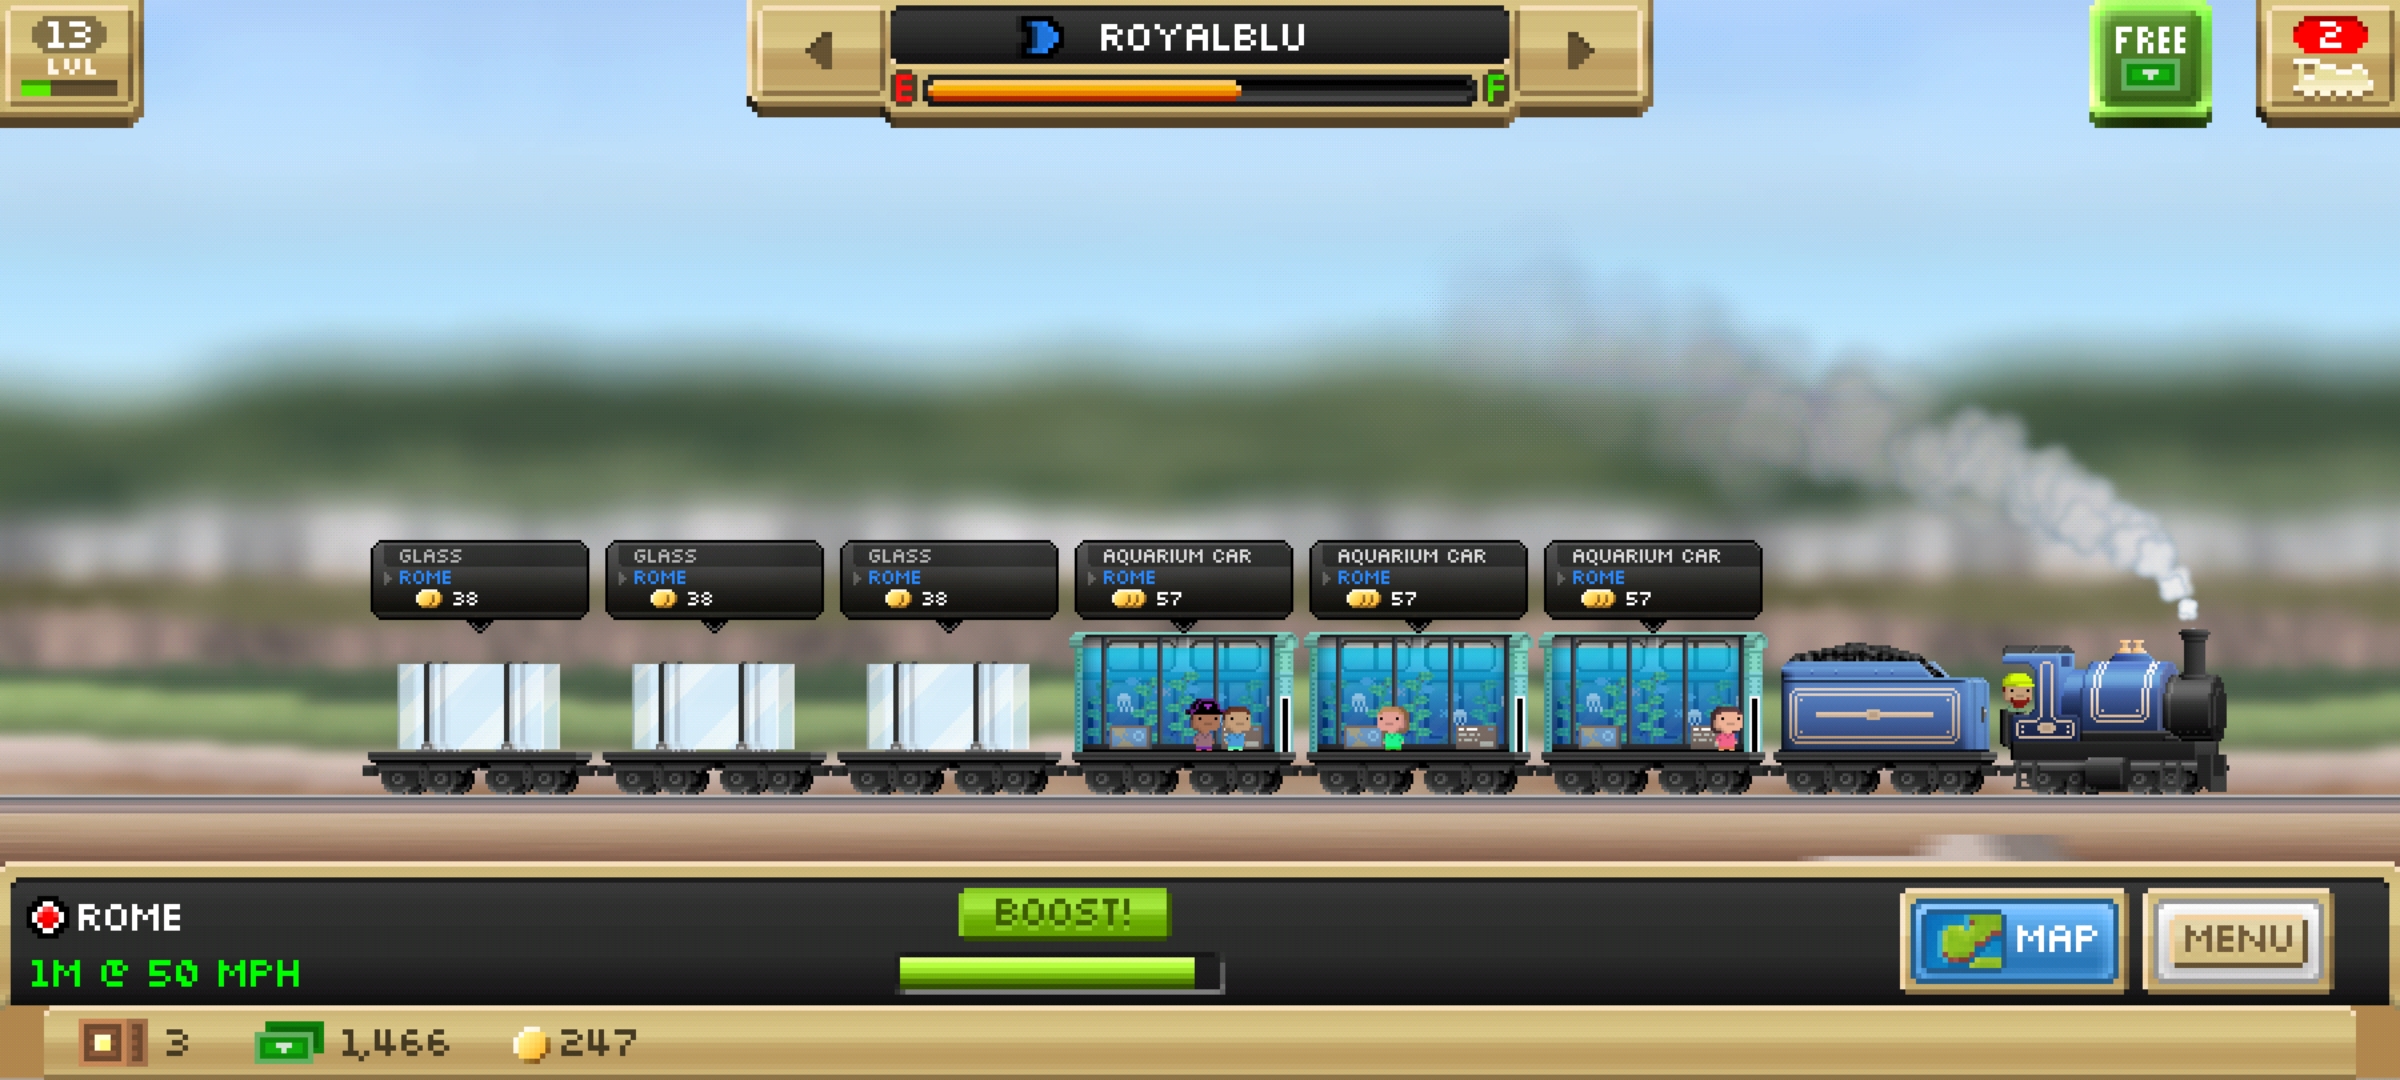 13
LVL
ROYALBLU
E
F
FREE
2
GLASS
ROME
38
GLASS
ROME
38
GLASS
ROME
38
AQUARIUM CAR
ROME
57
AQUARIUM CAR
ROME
57
AQUARIUM CAR
ROME
57
ROME
1M @ 50 MPH
BOOST!
MAP
MENU
3
1,466
247